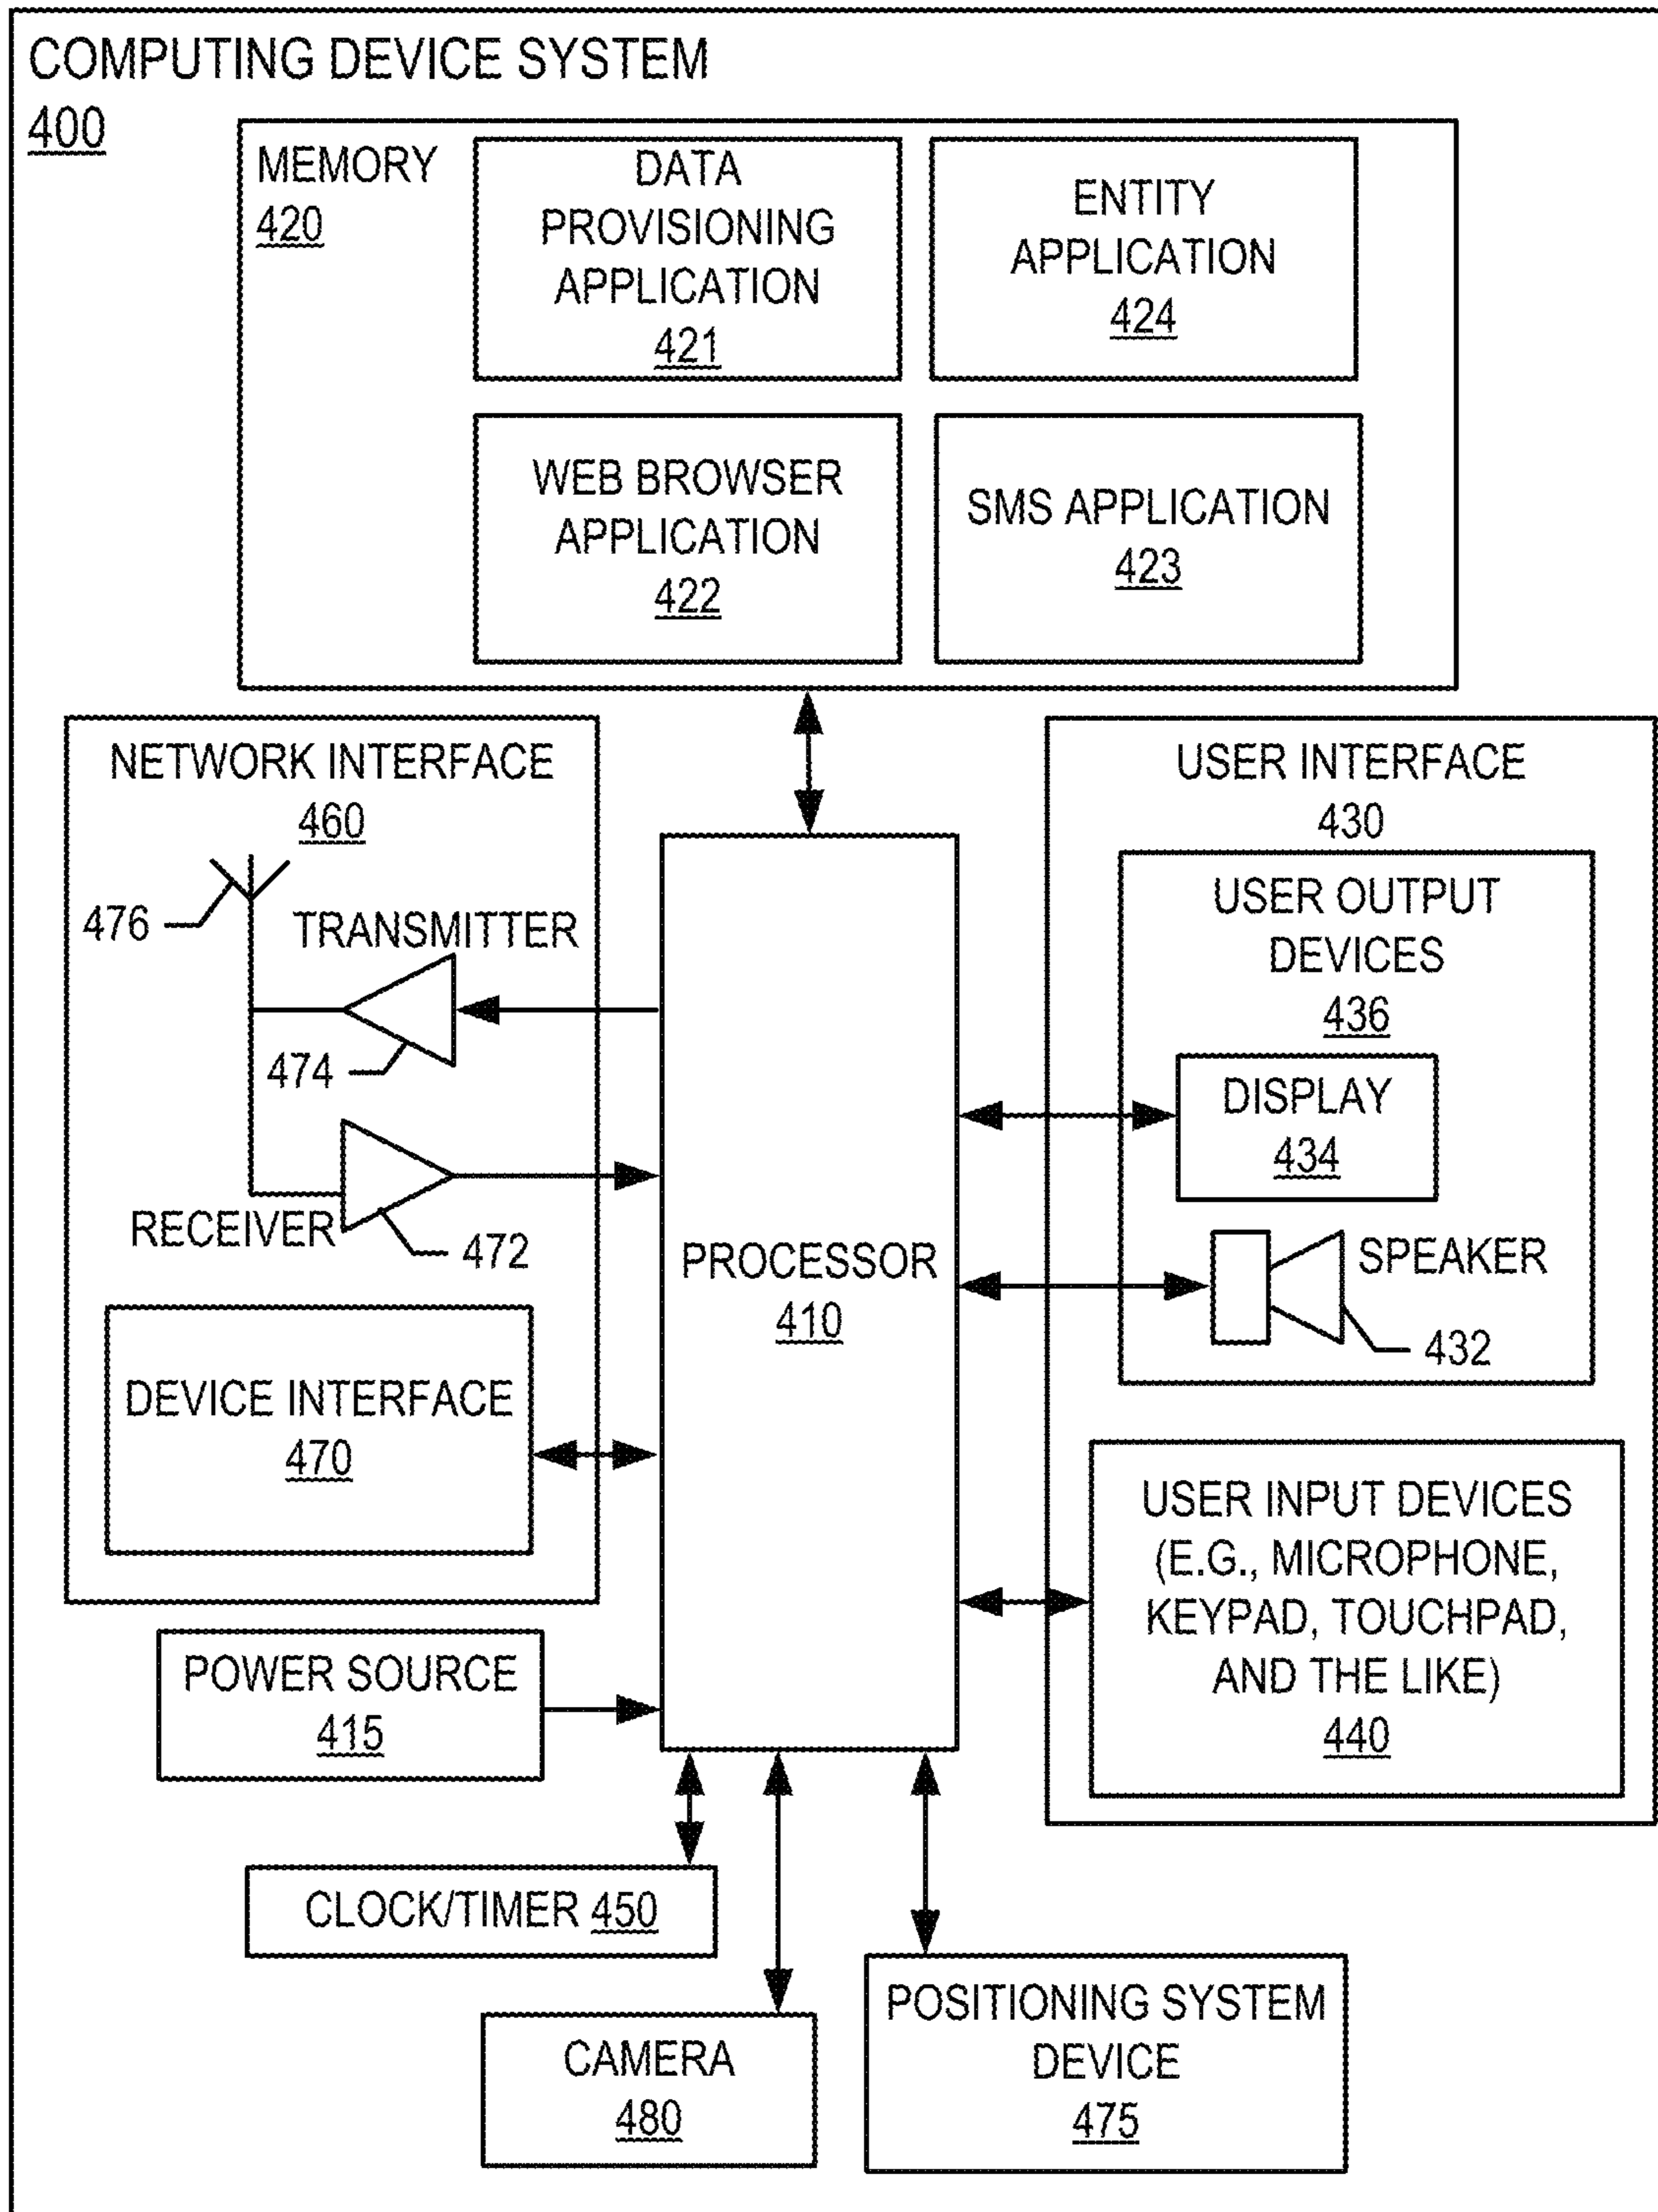 COMPUTING DEVICE SYSTEM
400
MEMORY
420
DATA
PROVISIONING
APPLICATION
421
ENTITY
APPLICATION
424
WEB BROWSER
APPLICATION
422
SMS APPLICATION
423
NETWORK INTERFACE
460
476
TRANSMITTER
474
RECEIVER
472
DEVICE INTERFACE
470
PROCESSOR
410
USER INTERFACE
430
USER OUTPUT
DEVICES
436
DISPLAY
434
SPEAKER
432
USER INPUT DEVICES
(E.G., MICROPHONE,
KEYPAD, TOUCHPAD,
AND THE LIKE)
440
POWER SOURCE
415
CLOCK/TIMER 450
CAMERA
480
POSITIONING SYSTEM
DEVICE
475